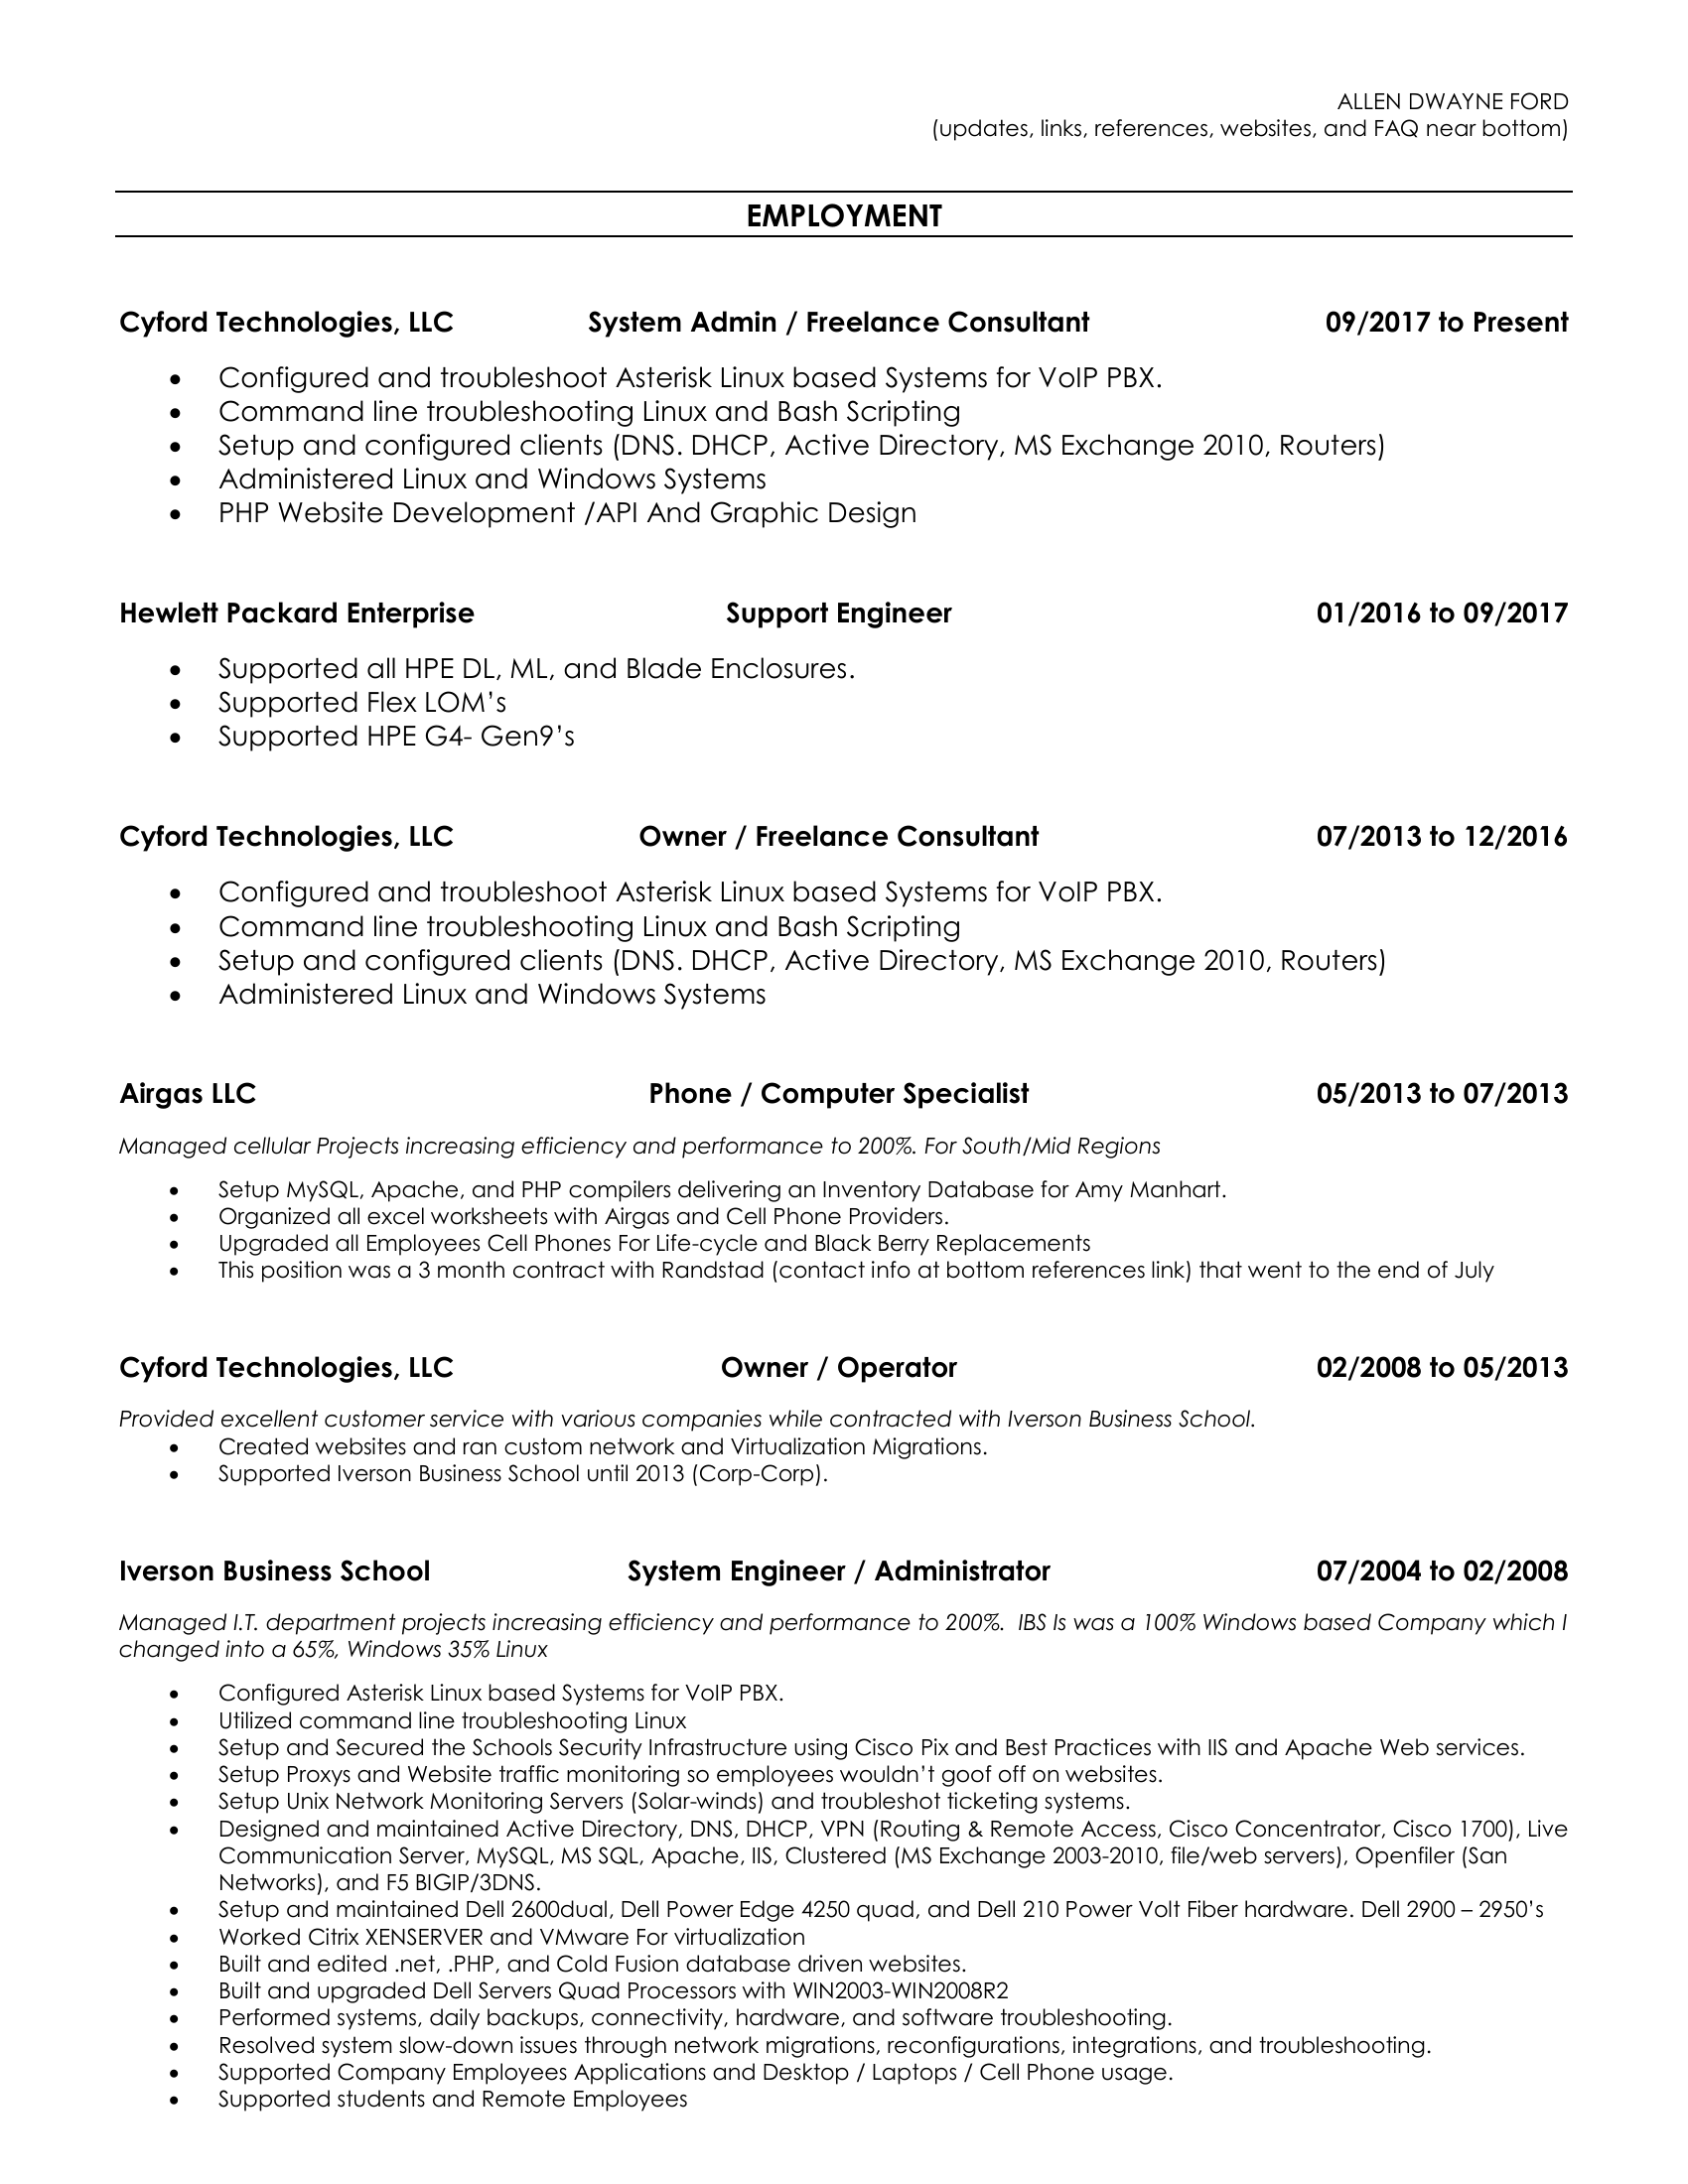 ALLEN DWAYNE FORD
(updates, links, references, websites, and FAQ near bottom)
EMPLOYMENT
Cyford Technologies, LLC System Admin / Freelance Consultant 09/2017 to Present
• Configured and troubleshoot Asterisk Linux based Systems for VoIP PBX.
• Command line troubleshooting Linux and Bash Scripting
• Setup and configured clients (DNS. DHCP, Active Directory, MS Exchange 2010, Routers)
• Administered Linux and Windows Systems
• PHP Website Development /API And Graphic Design
Hewlett Packard Enterprise Support Engineer 01/2016 to 09/2017
• Supported all HPE DL, ML, and Blade Enclosures.
• Supported Flex LOM’s
• Supported HPE G4- Gen9’s
Cyford Technologies, LLC Owner / Freelance Consultant 07/2013 to 12/2016
• Configured and troubleshoot Asterisk Linux based Systems for VoIP PBX.
• Command line troubleshooting Linux and Bash Scripting
• Setup and configured clients (DNS. DHCP, Active Directory, MS Exchange 2010, Routers)
• Administered Linux and Windows Systems
Airgas LLC Phone / Computer Specialist 05/2013 to 07/2013
Managed cellular Projects increasing efficiency and performance to 200%. For South/Mid Regions
• Setup MySQL, Apache, and PHP compilers delivering an Inventory Database for Amy Manhart.
• Organized all excel worksheets with Airgas and Cell Phone Providers.
• Upgraded all Employees Cell Phones For Life-cycle and Black Berry Replacements
• This position was a 3 month contract with Randstad (contact info at bottom references link) that went to the end of July
Cyford Technologies, LLC Owner / Operator 02/2008 to 05/2013
Provided excellent customer service with various companies while contracted with Iverson Business School.
• Created websites and ran custom network and Virtualization Migrations.
• Supported Iverson Business School until 2013 (Corp-Corp).
Iverson Business School System Engineer / Administrator 07/2004 to 02/2008
Managed I.T. department projects increasing efficiency and performance to 200%. IBS Is was a 100% Windows based Company which I
changed into a 65%, Windows 35% Linux
• Configured Asterisk Linux based Systems for VoIP PBX.
• Utilized command line troubleshooting Linux
• Setup and Secured the Schools Security Infrastructure using Cisco Pix and Best Practices with IIS and Apache Web services.
• Setup Proxys and Website traffic monitoring so employees wouldn’t goof off on websites.
• Setup Unix Network Monitoring Servers (Solar-winds) and troubleshot ticketing systems.
• Designed and maintained Active Directory, DNS, DHCP, VPN (Routing & Remote Access, Cisco Concentrator, Cisco 1700), Live
Communication Server, MySQL, MS SQL, Apache, IIS, Clustered (MS Exchange 2003-2010, file/web servers), Openfiler (San
Networks), and F5 BIGIP/3DNS.
• Setup and maintained Dell 2600dual, Dell Power Edge 4250 quad, and Dell 210 Power Volt Fiber hardware. Dell 2900 – 2950’s
• Worked Citrix XENSERVER and VMware For virtualization
• Built and edited .net, .PHP, and Cold Fusion database driven websites.
• Built and upgraded Dell Servers Quad Processors with WIN2003-WIN2008R2
• Performed systems, daily backups, connectivity, hardware, and software troubleshooting.
• Resolved system slow-down issues through network migrations, reconfigurations, integrations, and troubleshooting.
• Supported Company Employees Applications and Desktop / Laptops / Cell Phone usage.
• Supported students and Remote Employees